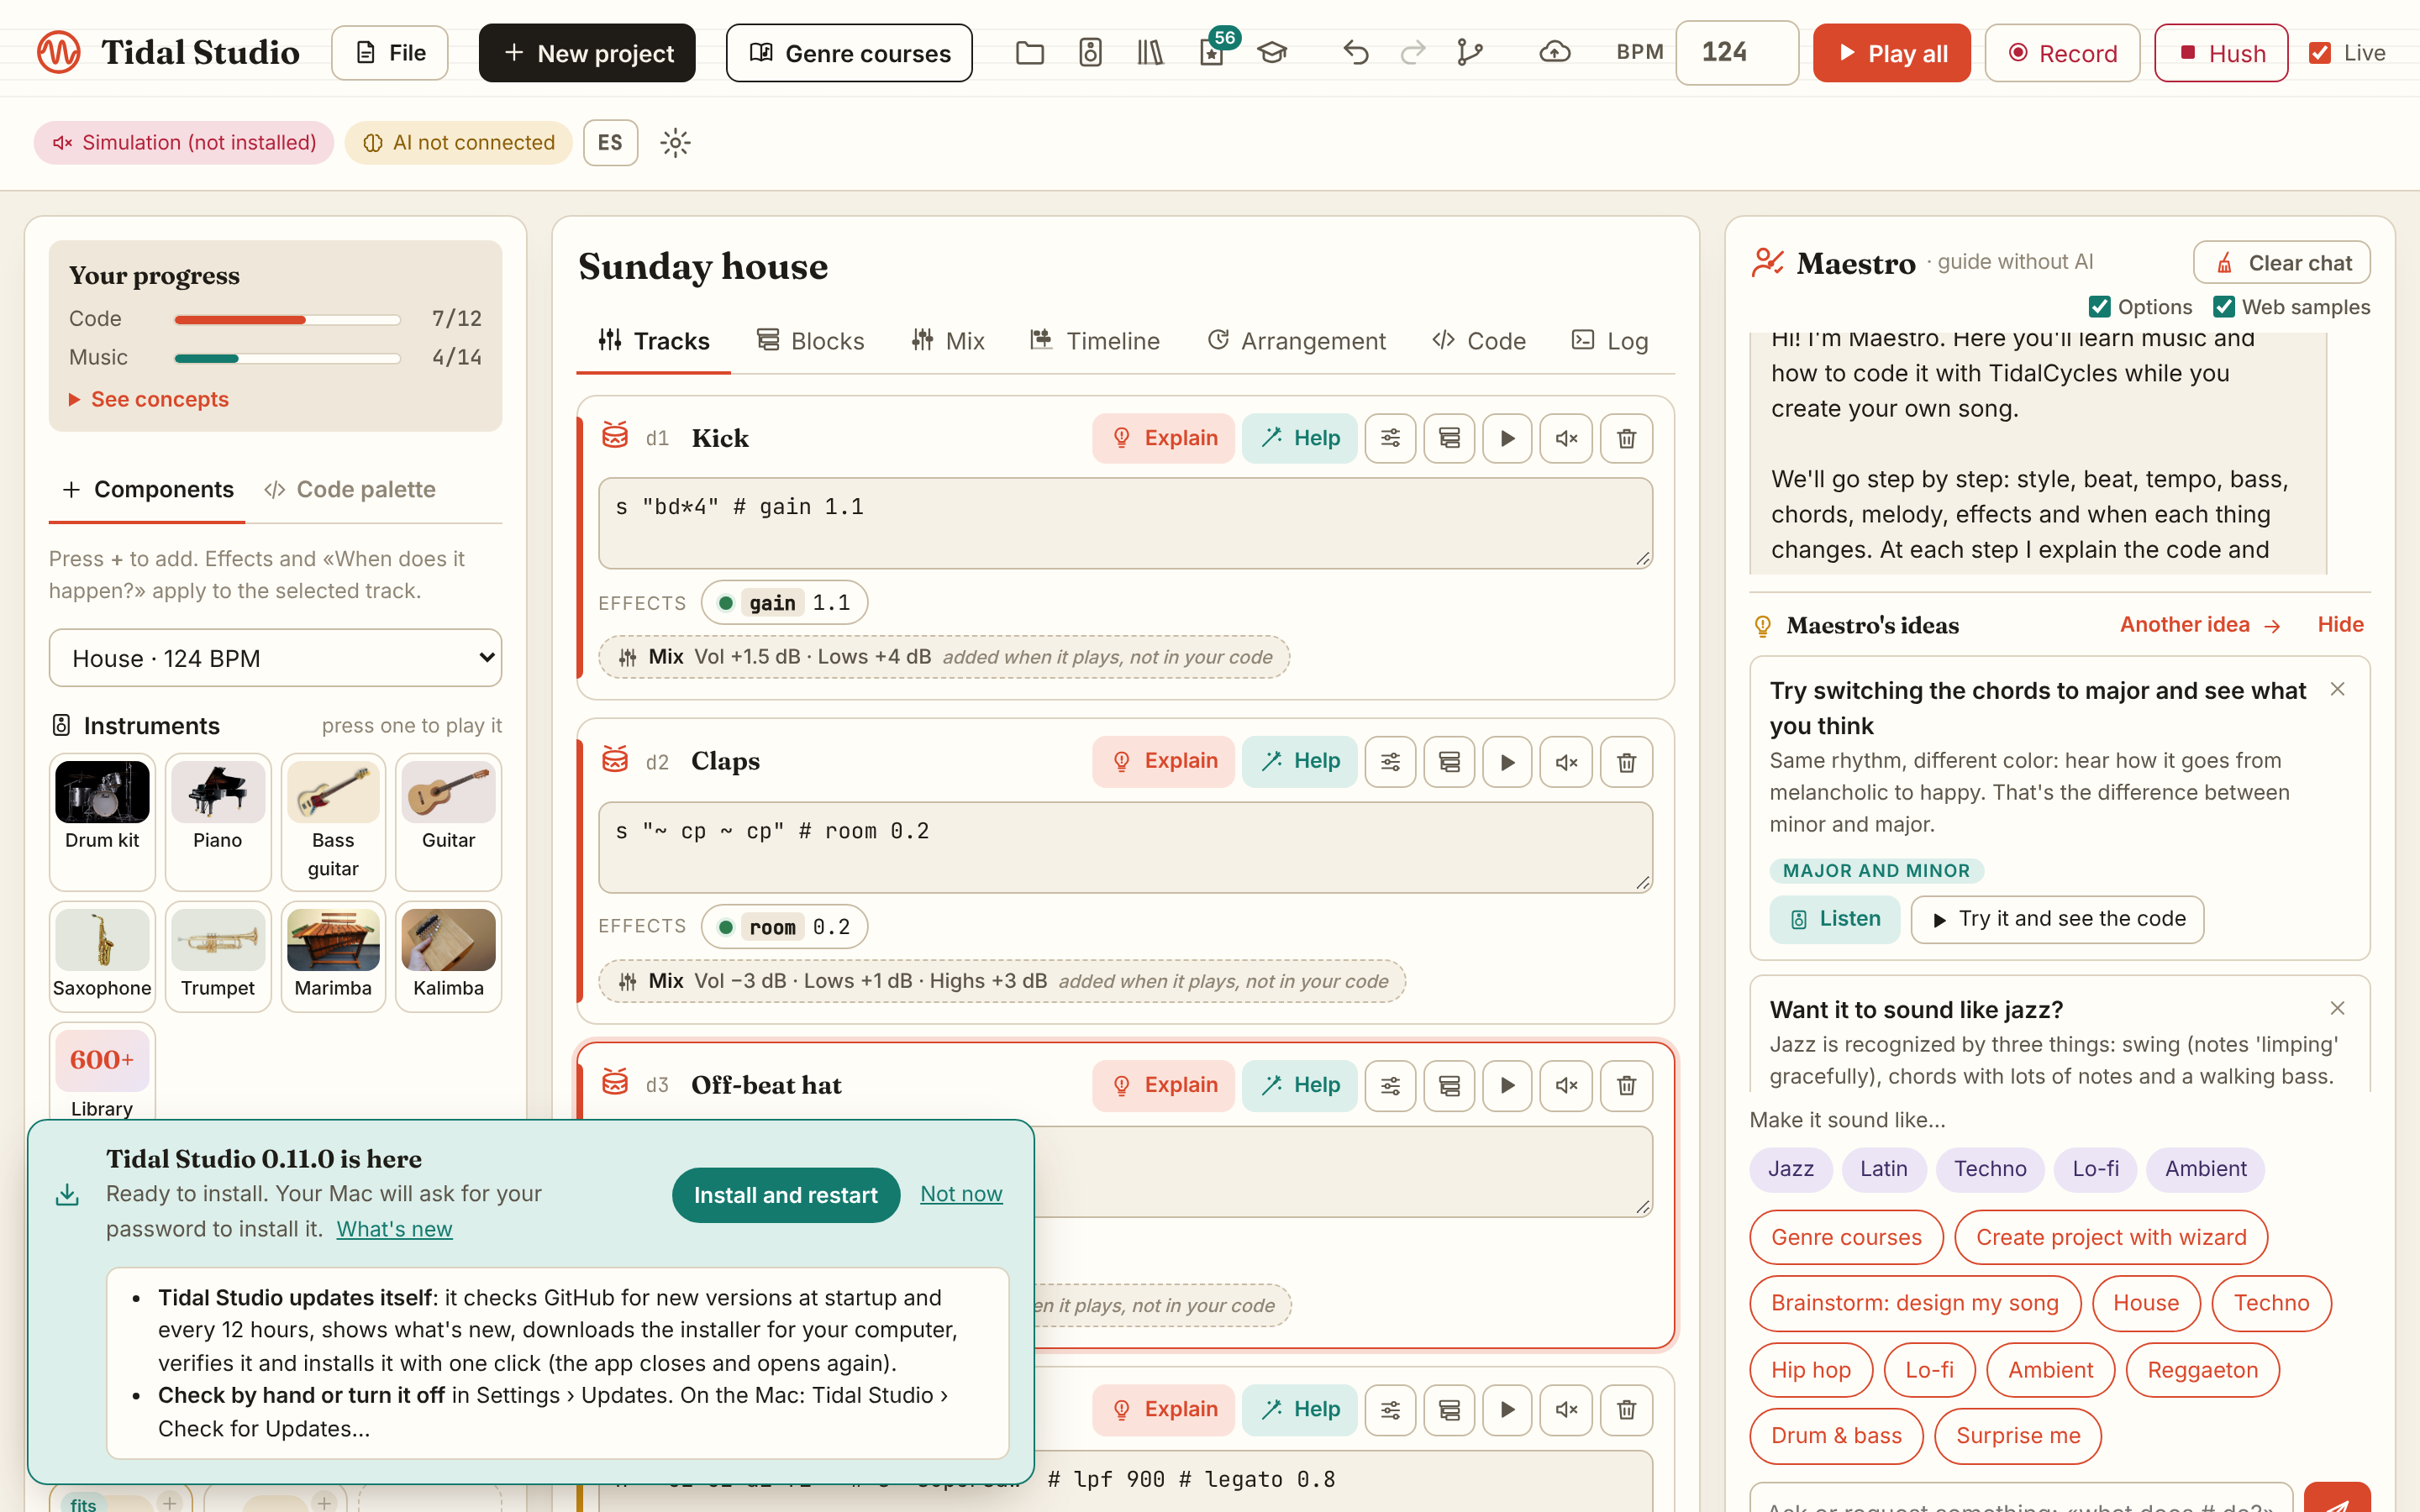 Tidal Studio
File
New project
Genre courses
56
BPM
124
Play all
Record
Hush
Live
Simulation (not installed)
AI not connected
ES
Your progress
Code 7/12
Music 4/14
See concepts
Components
Code palette
Press + to add. Effects and «When does it
happen?» apply to the selected track.
House · 124 BPM
Instruments
press one to play it
Drum kit
Piano
Bass
guitar
Guitar
Saxophone
Trumpet
Marimba
Kalimba
600+
Library
fits
Sunday house
Tracks
Blocks
Mix
Timeline
Arrangement
Code
Log
d1 Kick
Explain
Help
s "bd*4" # gain 1.1
EFFECTS gain 1.1
Mix Vol +1.5 dB · Lows +4 dB added when it plays, not in your code
d2 Claps
Explain
Help
s "~ cp ~ cp" # room 0.2
EFFECTS room 0.2
Mix Vol −3 dB · Lows +1 dB · Highs +3 dB added when it plays, not in your code
d3 Off-beat hat
Explain
Help
it plays, not in your code
Explain
Help
# lpf 900 # legato 0.8
Tidal Studio 0.11.0 is here
Ready to install. Your Mac will ask for your
password to install it. What's new
Install and restart
Not now
• Tidal Studio updates itself: it checks GitHub for new versions at startup and
every 12 hours, shows what's new, downloads the installer for your computer,
verifies it and installs it with one click (the app closes and opens again).
• Check by hand or turn it off in Settings › Updates. On the Mac: Tidal Studio ›
Check for Updates...
Maestro · guide without AI
Clear chat
Options
Web samples
Hi! I'm Maestro. Here you'll learn music and
how to code it with TidalCycles while you
create your own song.
We'll go step by step: style, beat, tempo, bass,
chords, melody, effects and when each thing
changes. At each step I explain the code and
Maestro's ideas
Another idea →
Hide
Try switching the chords to major and see what
you think
Same rhythm, different color: hear how it goes from
melancholic to happy. That's the difference between
minor and major.
MAJOR AND MINOR
Listen
Try it and see the code
Want it to sound like jazz?
Jazz is recognized by three things: swing (notes 'limping'
gracefully), chords with lots of notes and a walking bass.
Make it sound like...
Jazz
Latin
Techno
Lo-fi
Ambient
Genre courses
Create project with wizard
Brainstorm: design my song
House
Techno
Hip hop
Lo-fi
Ambient
Reggaeton
Drum & bass
Surprise me
Ask or request something: «what does # do?»